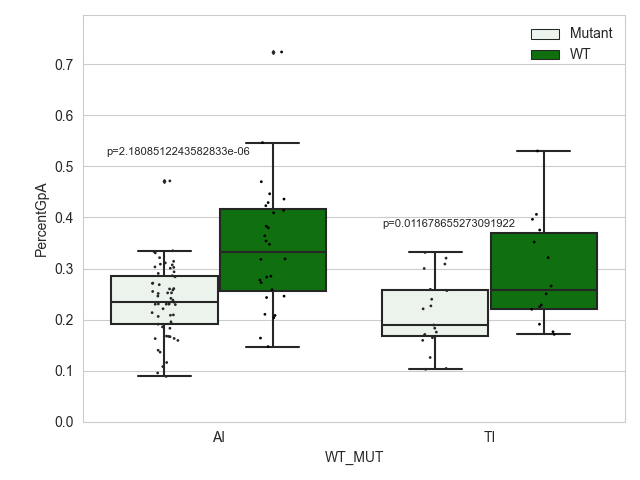 Mutant
WT
0.7
0.6
p=2.1808512243582833e-06
0.5
0.4
p=0.011678655273091922
PercentGpA
0.3
0.2
0.1
0.0
AI
TI
WT_MUT